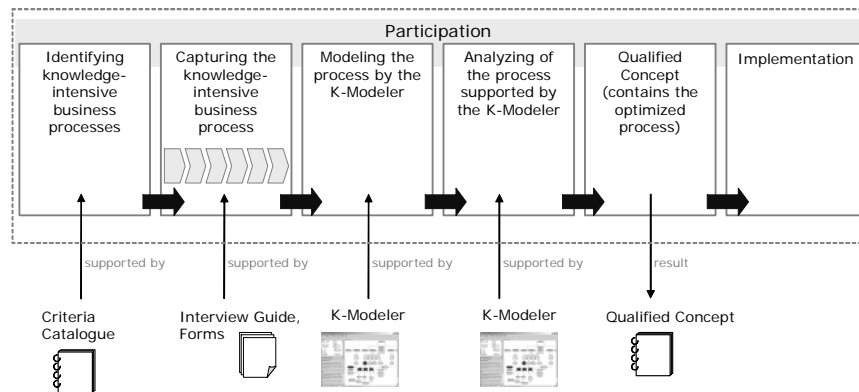 Participation
Identifying
knowledge-
intensive
business
processes
Capturing the
knowledge-
intensive
business
process
Modeling the
process by the
K-Modeler
Analyzing of
the process
supported by
the K-Modeler
Qualified
Concept
(contains the
optimized
process)
Implementation
supported by
supported by
supported by
supported by
result
Criteria
Catalogue
Interview Guide,
Forms
K-Modeler
K-Modeler
Qualified Concept